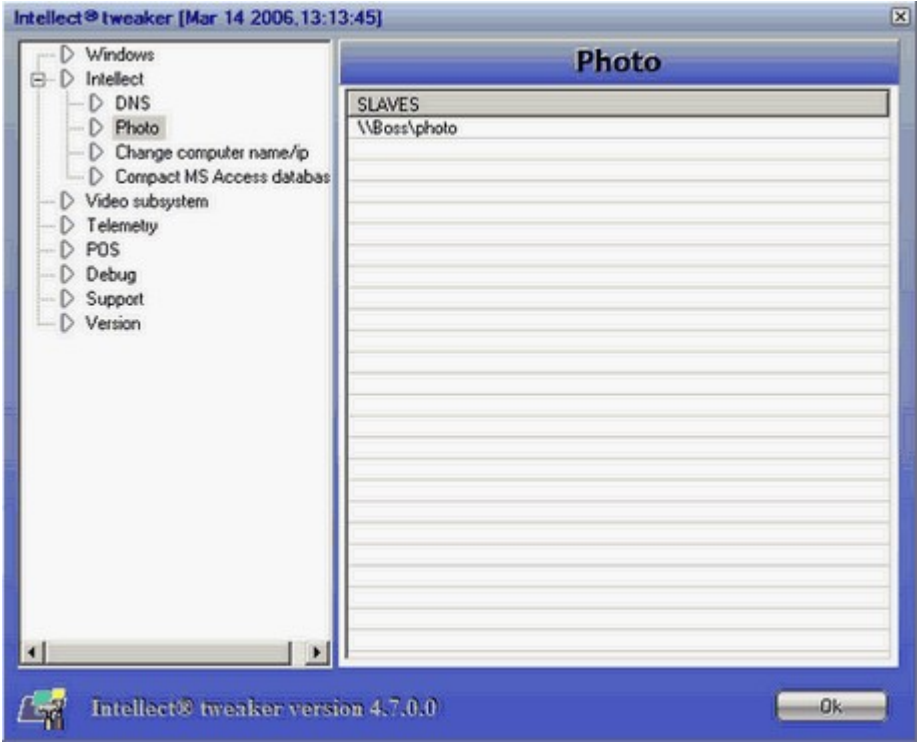 Intellect® tweaker [Mar 14 2006,13:13:45]
Windows
Intellect
DNS
Photo
Change computer name/ip
Compact MS Access databas
Video subsystem
Telemetry
POS
Debug
Support
Version
Photo
SLAVES
\\Boss\photo
Intellect® tweaker version 4.7.0.0
Ok